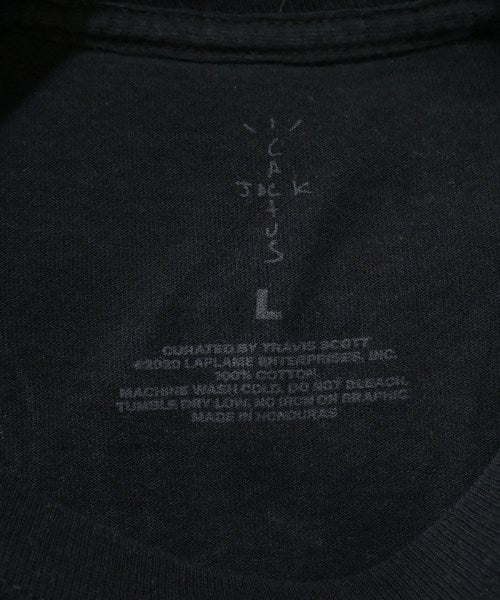 CACTUS
JACK
L
CURATED BY TRAVIS SCOTT
©2020 LAFLAME ENTERPRISES, INC.
100% COTTON.
MACHINE WASH COLD. DO NOT BLEACH.
TUMBLE DRY LOW. NO IRON ON GRAPHIC.
MADE IN HONDURAS